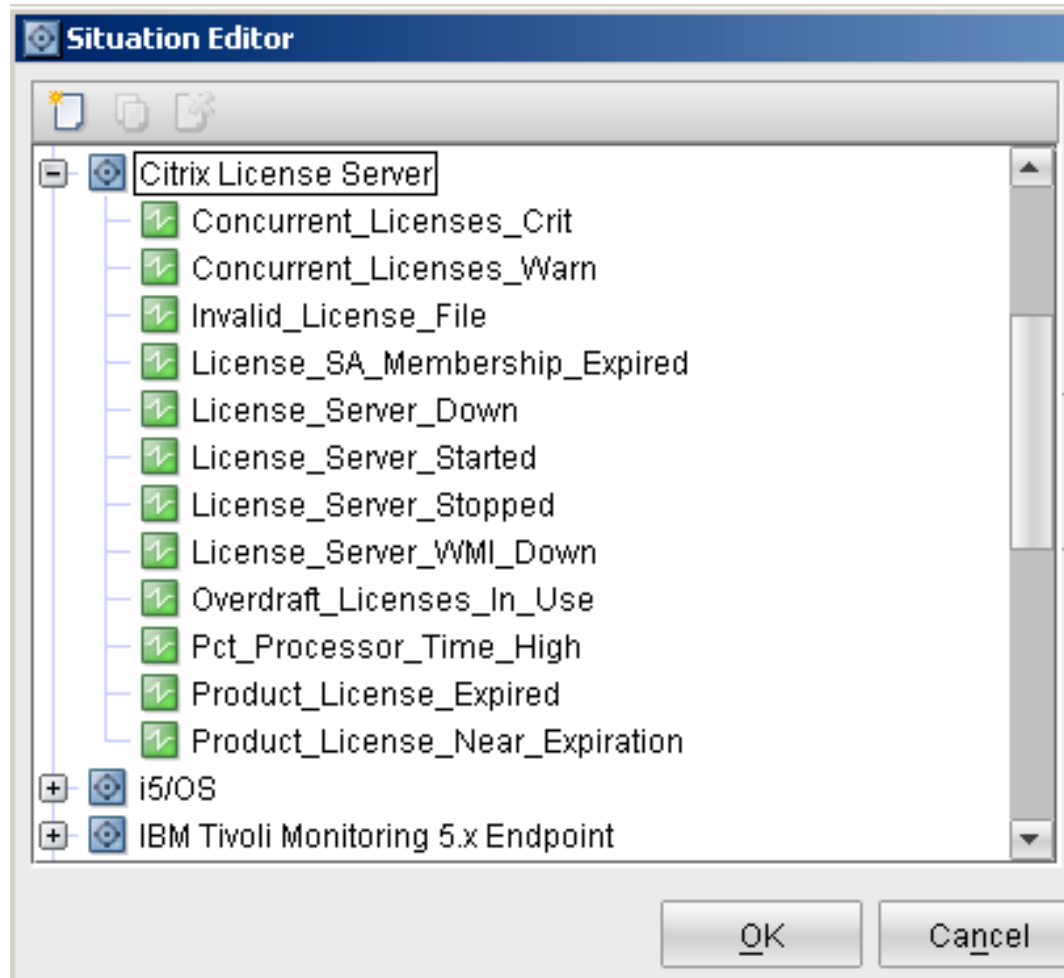 Situation Editor
Citrix License Server
Concurrent_Licenses_Crit
Concurrent_Licenses_Warn
Invalid_License_File
License_SA_Membership_Expired
License_Server_Down
License_Server_Started
License_Server_Stopped
License_Server_WMI_Down
Overdraft_Licenses_In_Use
Pct_Processor_Time_High
Product_License_Expired
Product_License_Near_Expiration
i5/OS
IBM Tivoli Monitoring 5.x Endpoint
OK Cancel